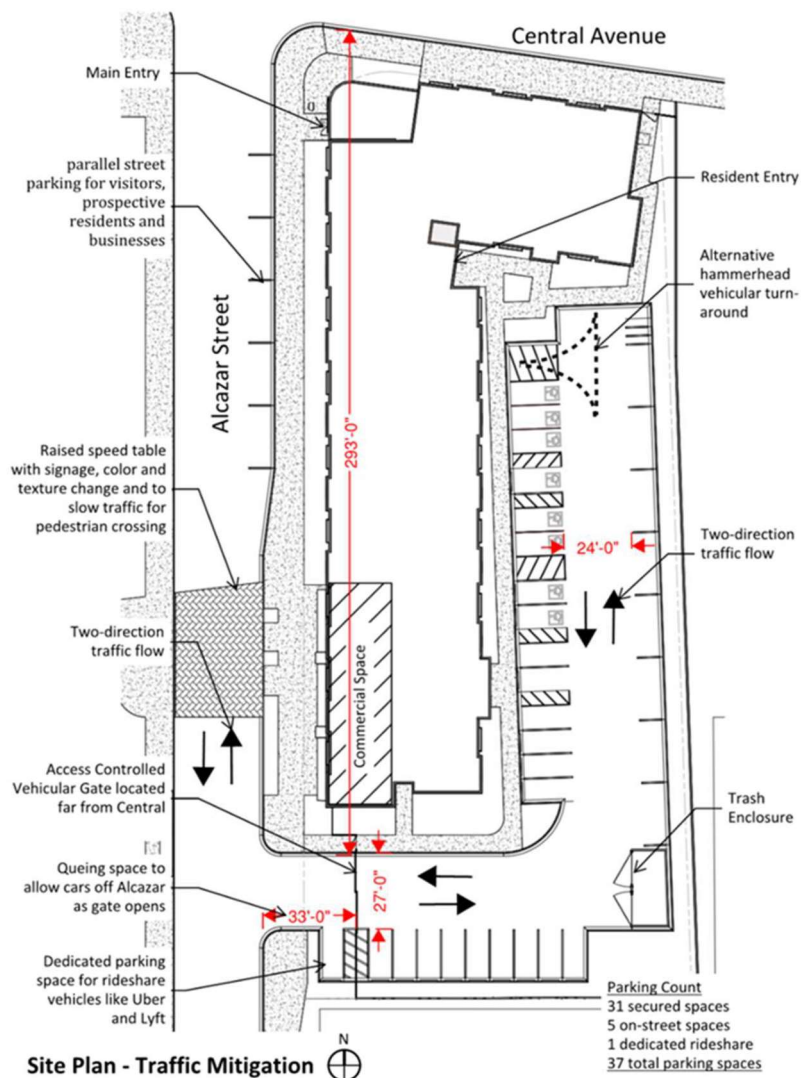 Central Avenue
Main Entry
parallel street
parking for visitors,
prospective
residents and
businesses
Resident Entry
Alternative
hammerhead
vehicular turn-
around
Alcazar Street
293'-0"
Raised speed table
with signage, color and
texture change and to
slow traffic for
pedestrian crossing
24'-0"
Two-direction
traffic flow
Two-direction
traffic flow
Commercial Space
Access Controlled
Vehicular Gate located
far from Central
Trash
Enclosure
Queing space to
allow cars off Alcazar
as gate opens
33'-0"
27'-0"
Dedicated parking
space for rideshare
vehicles like Uber
and Lyft
Parking Count
31 secured spaces
5 on-street spaces
1 dedicated rideshare
37 total parking spaces
N
Site Plan - Traffic Mitigation